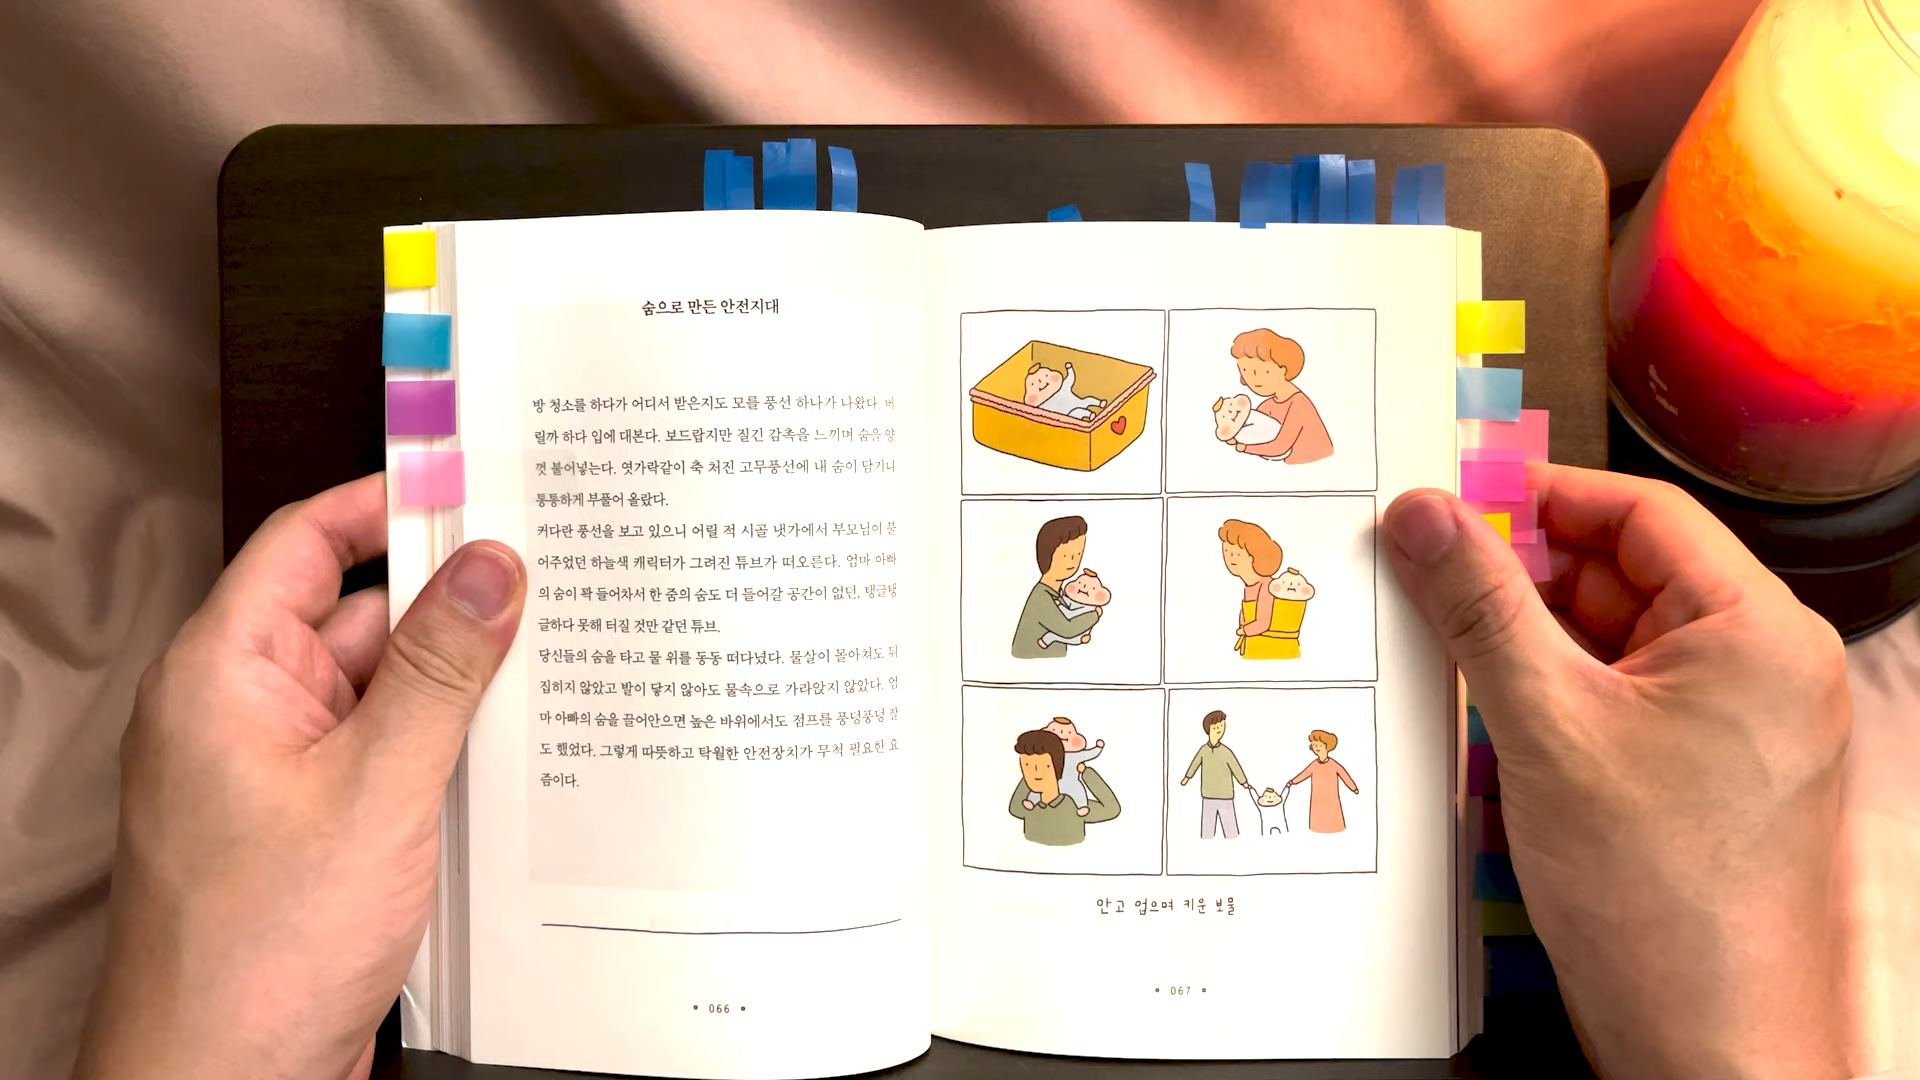 숨으로 만든 안전지대
방 청소를 하다가 어디서 받은지도 모를 풍선 하나가 나왔다. 버
릴까 하다 입에 대본다. 보드랍지만 질긴 감촉을 느끼며 숨을 양
껏 불어넣는다. 엿가락같이 축 처진 고무풍선에 내 숨이 담기니
통통하게 부풀어 올랐다.
커다란 풍선을 보고 있으니 어릴 적 시골 냇가에서 부모님이 불
어주었던 하늘색 캐릭터가 그려진 튜브가 떠오른다. 엄마 아빠
의 숨이 꽉 들어차서 한 줌의 숨도 더 들어갈 공간이 없던, 탱글탱
글하다 못해 터질 것만 같던 튜브.
당신들의 숨을 타고 물 위를 동동 떠다녔다. 물살이 몰아쳐도 뒤
집히지 않았고 발이 닿지 않아도 물속으로 가라앉지 않았다. 엄
마 아빠의 숨을 끌어안으면 높은 바위에서도 점프를 풍덩풍덩 잘
도 했었다. 그렇게 따뜻하고 탁월한 안전장치가 무척 필요한 요
즘이다.
066
안고 업으며 키운 보물
067